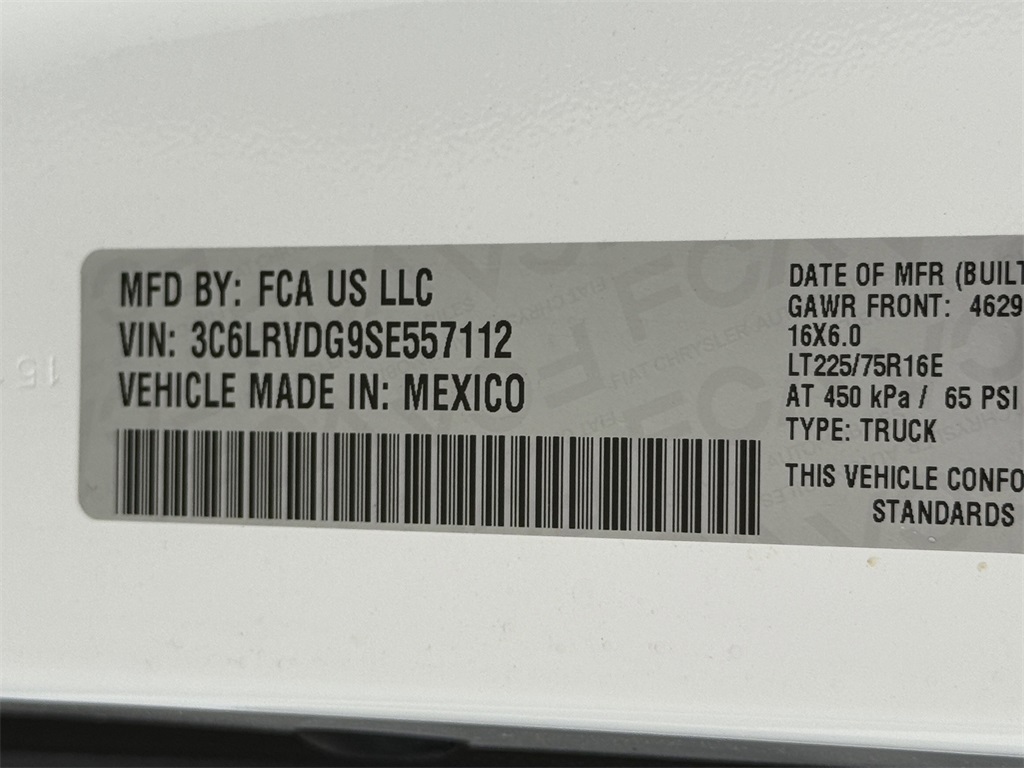 MFD BY: FCA US LLC
VIN: 3C6LRVDG9SE557112
VEHICLE MADE IN: MEXICO
DATE OF MFR (BUILT
GAWR FRONT: 4629
16X6.0
LT225/75R16E
AT 450 kPa / 65 PSI
TYPE: TRUCK
THIS VEHICLE CONFO
STANDARDS